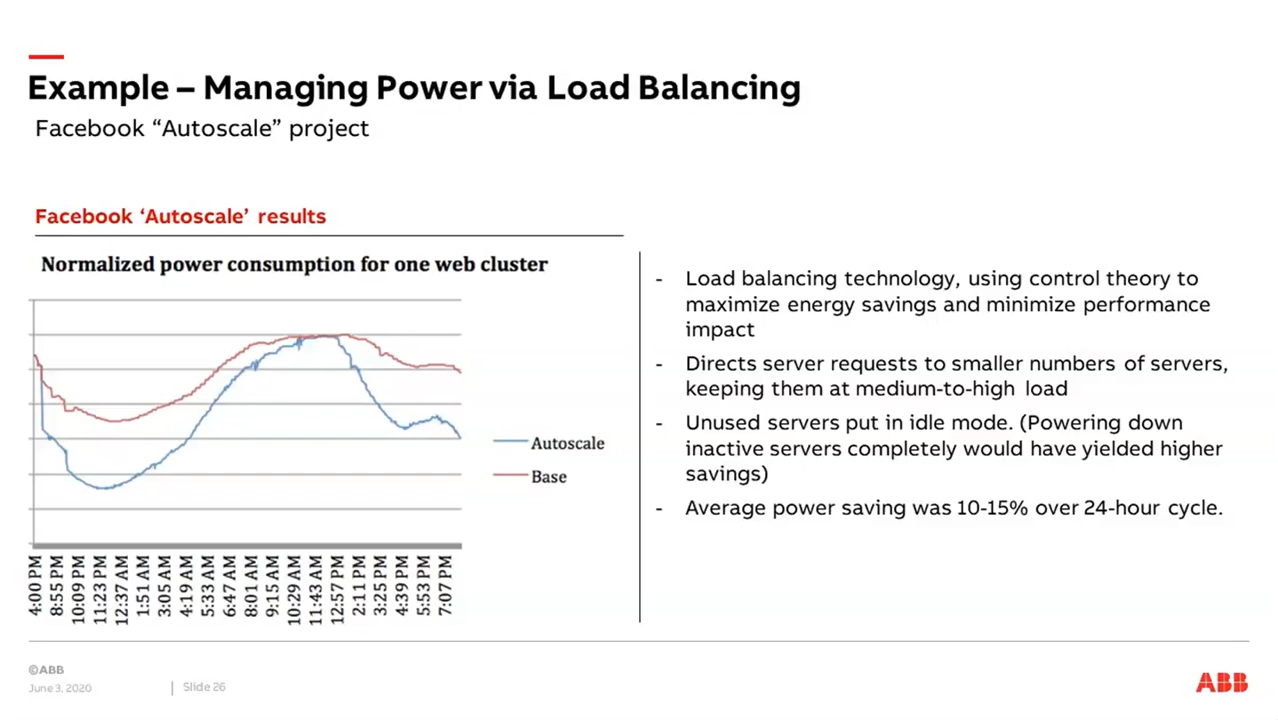 Example – Managing Power via Load Balancing
Facebook “Autoscale” project
Facebook ‘Autoscale’ results
Normalized power consumption for one web cluster
Autoscale
Base
4:00 PM
8:55 PM
10:09 PM
11:23 PM
12:37 AM
1:51 AM
3:05 AM
4:19 AM
5:33 AM
6:47 AM
8:01 AM
9:15 AM
10:29 AM
11:43 AM
12:57 PM
2:11 PM
3:25 PM
4:39 PM
5:53 PM
7:07 PM
- Load balancing technology, using control theory to
maximize energy savings and minimize performance
impact
- Directs server requests to smaller numbers of servers,
keeping them at medium-to-high load
- Unused servers put in idle mode. (Powering down
inactive servers completely would have yielded higher
savings)
- Average power saving was 10-15% over 24-hour cycle.
©ABB
June 3, 2020 | Slide 26
ABB